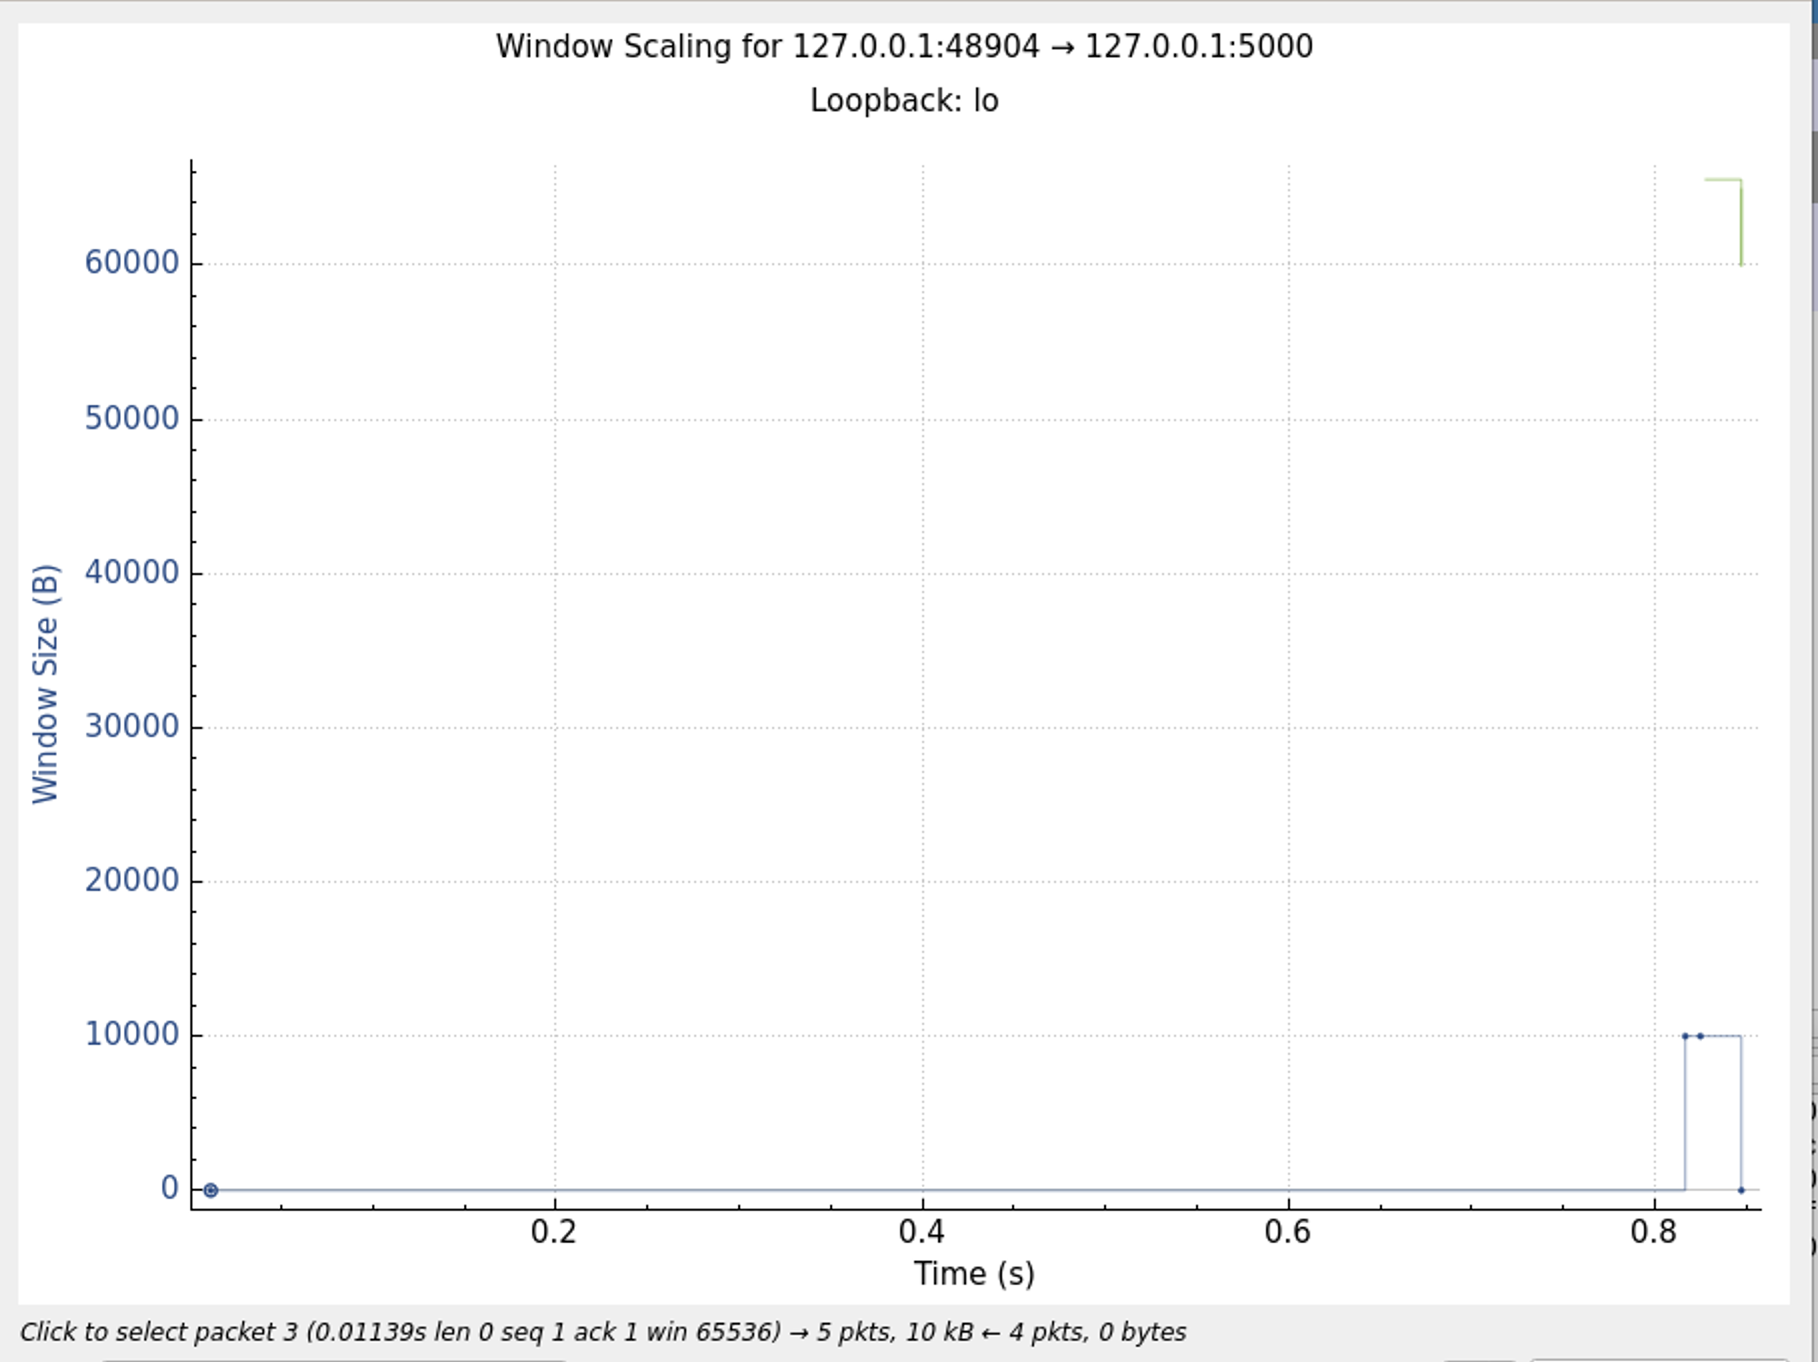 Window Scaling for 127.0.0.1:48904 → 127.0.0.1:5000
Loopback: lo
60000
50000
40000
30000
20000
10000
0
Window Size (B)
0.2 0.4 0.6 0.8
Time (s)
Click to select packet 3 (0.01139s len 0 seq 1 ack 1 win 65536) → 5 pkts, 10 kB ← 4 pkts, 0 bytes